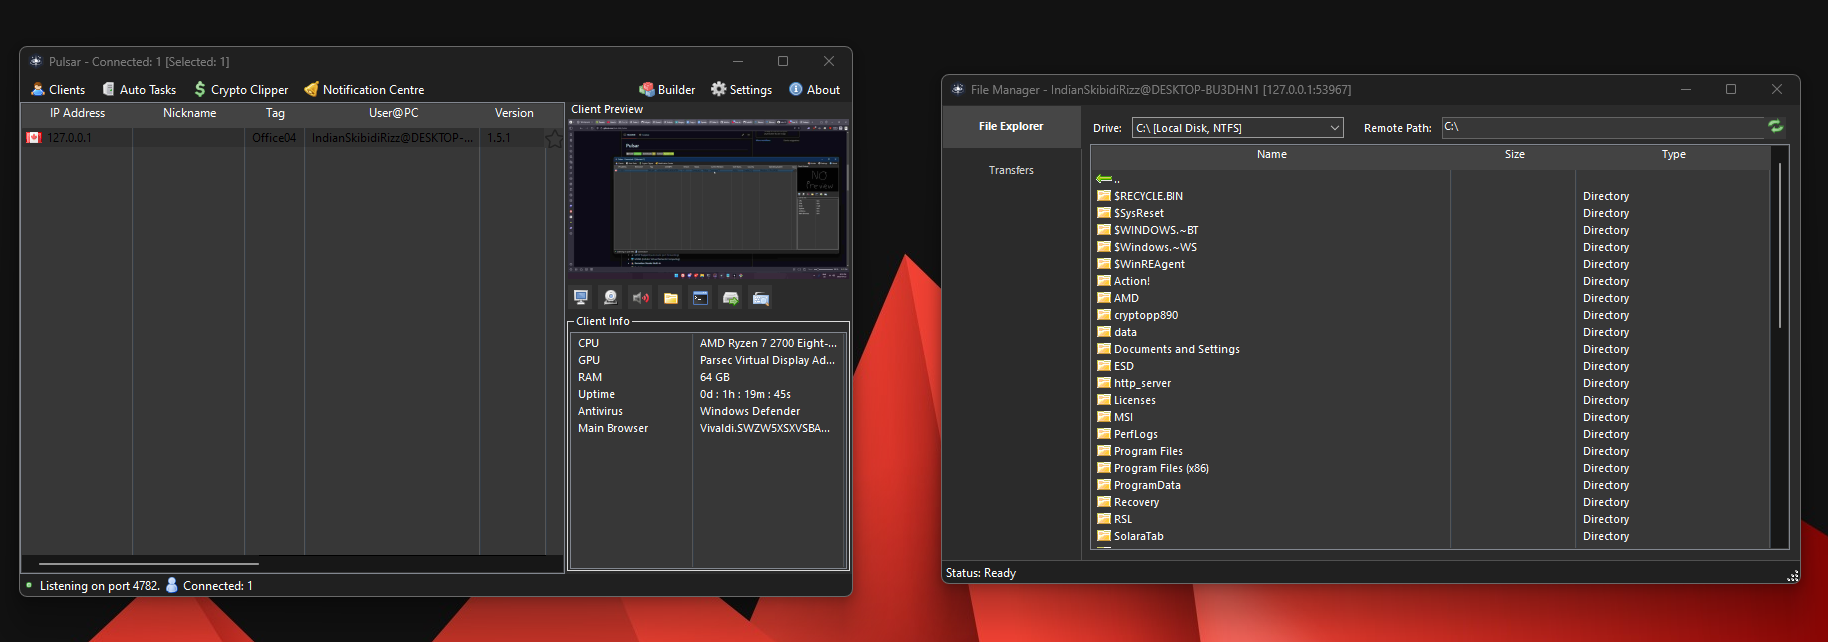 Pulsar - Connected: 1 [Selected: 1]
Clients Auto Tasks Crypto Clipper Notification Centre Builder Settings About
IP Address Nickname Tag User@PC Version
127.0.0.1 Office04 IndianSkibidiRizz@DESKTOP-... 1.5.1
Client Preview
Pulsar
NO
Preview
Client Info
CPU AMD Ryzen 7 2700 Eight-...
GPU Parsec Virtual Display Ad...
RAM 64 GB
Uptime 0d : 1h : 19m : 45s
Antivirus Windows Defender
Main Browser Vivaldi.SWZW5XSXVSBA...
Listening on port 4782. Connected: 1
File Manager - IndianSkibidiRizz@DESKTOP-BU3DHN1 [127.0.0.1:53967]
File Explorer
Transfers
Drive: C:\ [Local Disk, NTFS] Remote Path: C:\
Name Size Type
..
$RECYCLE.BIN Directory
$SysReset Directory
$WINDOWS.~BT Directory
$Windows.~WS Directory
$WinREAgent Directory
Action! Directory
AMD Directory
cryptopp890 Directory
data Directory
Documents and Settings Directory
ESD Directory
http_server Directory
Licenses Directory
MSI Directory
PerfLogs Directory
Program Files Directory
Program Files (x86) Directory
ProgramData Directory
Recovery Directory
RSL Directory
SolaraTab Directory
Status: Ready